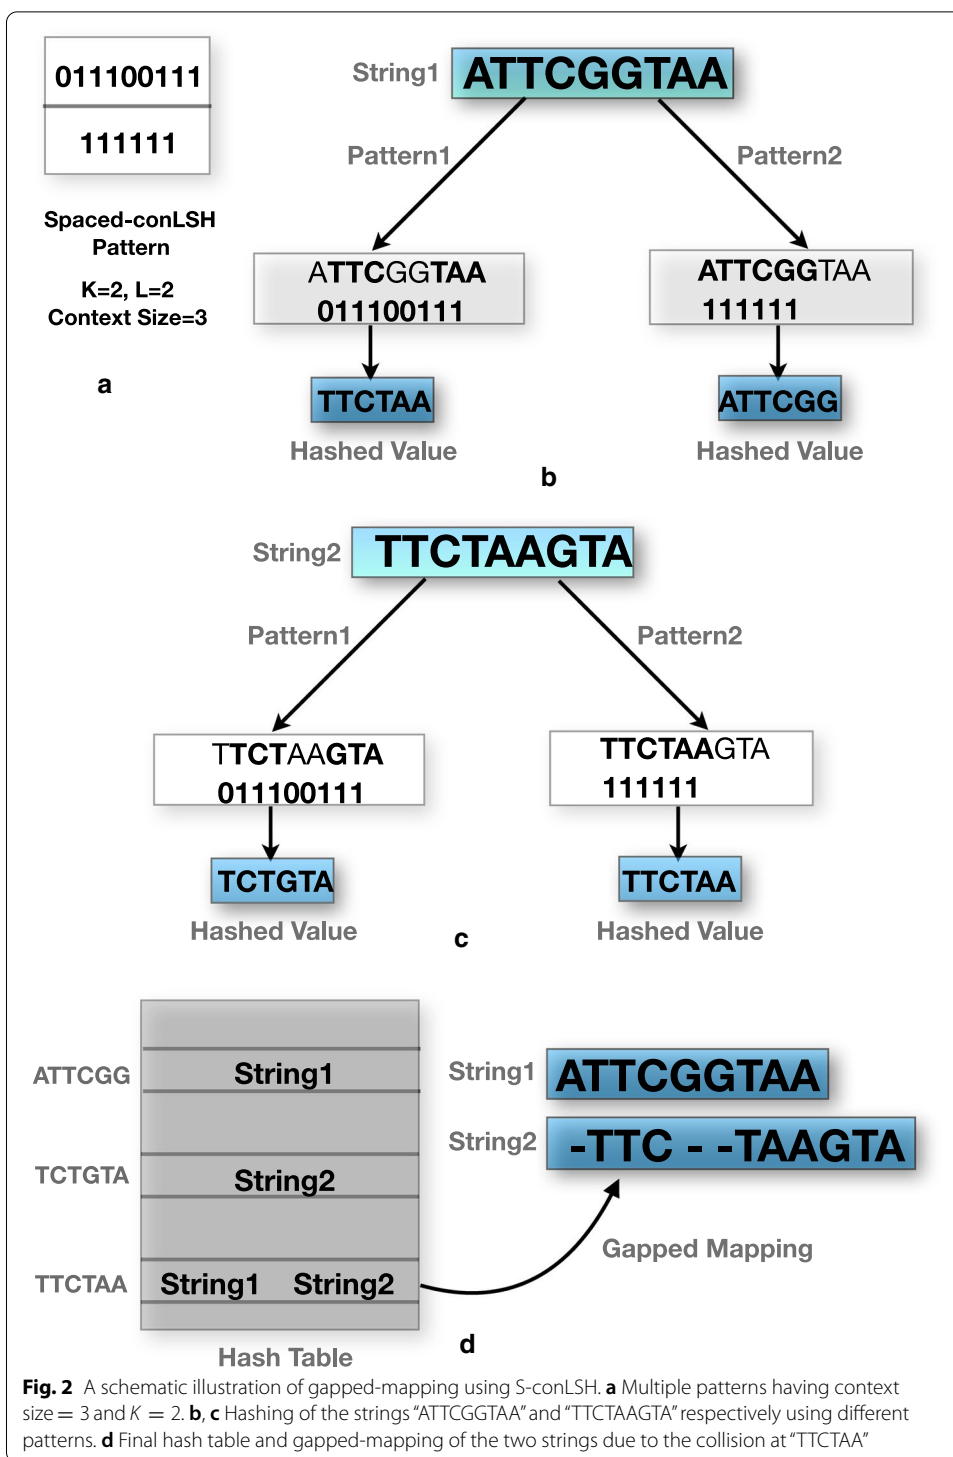 011100111
111111
Spaced-conLSH
Pattern
K=2, L=2
Context Size=3
a
String1 ATTCGGTAA
Pattern1 Pattern2
ATTCGGTAA
011100111
ATTCGGTAA
111111
TTCTAA
Hashed Value
ATTCGG
Hashed Value
b
String2 TTCTAAGTA
Pattern1 Pattern2
TTCTAAGTA
011100111
TTCTAAGTA
111111
TCTGTA
Hashed Value
TTCTAA
Hashed Value
c
ATTCGG String1
TCTGTA String2
TTCTAA String1 String2
Hash Table
String1 ATTCGGTAA
String2 -TTC - -TAAGTA
Gapped Mapping
d
Fig. 2 A schematic illustration of gapped-mapping using S-conLSH. a Multiple patterns having context
size = 3 and K = 2. b, c Hashing of the strings “ATTCGGTAA” and “TTCTAAGTA” respectively using different
patterns. d Final hash table and gapped-mapping of the two strings due to the collision at “TTCTAA”